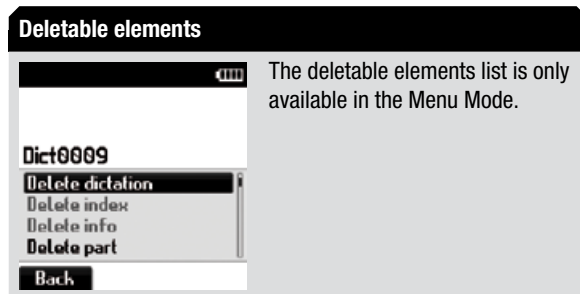 Deletable elements
The deletable elements list is only
available in the Menu Mode.
Dict0009
Delete dictation
Delete index
Delete info
Delete part
Back